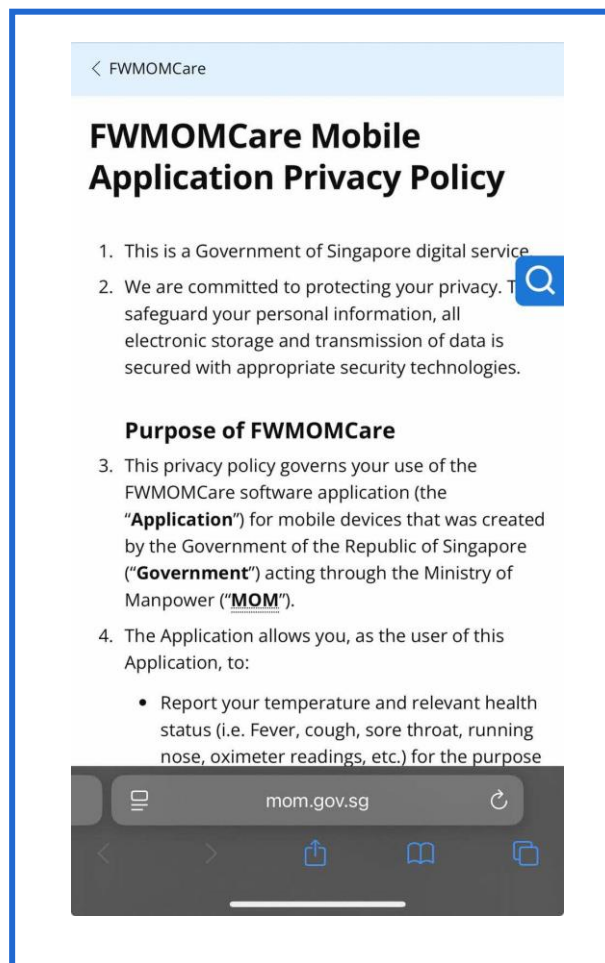 FWMOMCare
FWMOMCare Mobile
Application Privacy Policy
1. This is a Government of Singapore digital service.
2. We are committed to protecting your privacy. T
safeguard your personal information, all
electronic storage and transmission of data is
secured with appropriate security technologies.
Purpose of FWMOMCare
3. This privacy policy governs your use of the
FWMOMCare software application (the
“Application”) for mobile devices that was created
by the Government of the Republic of Singapore
(“Government”) acting through the Ministry of
Manpower (“MOM”).
4. The Application allows you, as the user of this
Application, to:
• Report your temperature and relevant health
status (i.e. Fever, cough, sore throat, running
nose, oximeter readings, etc.) for the purpose
mom.gov.sg